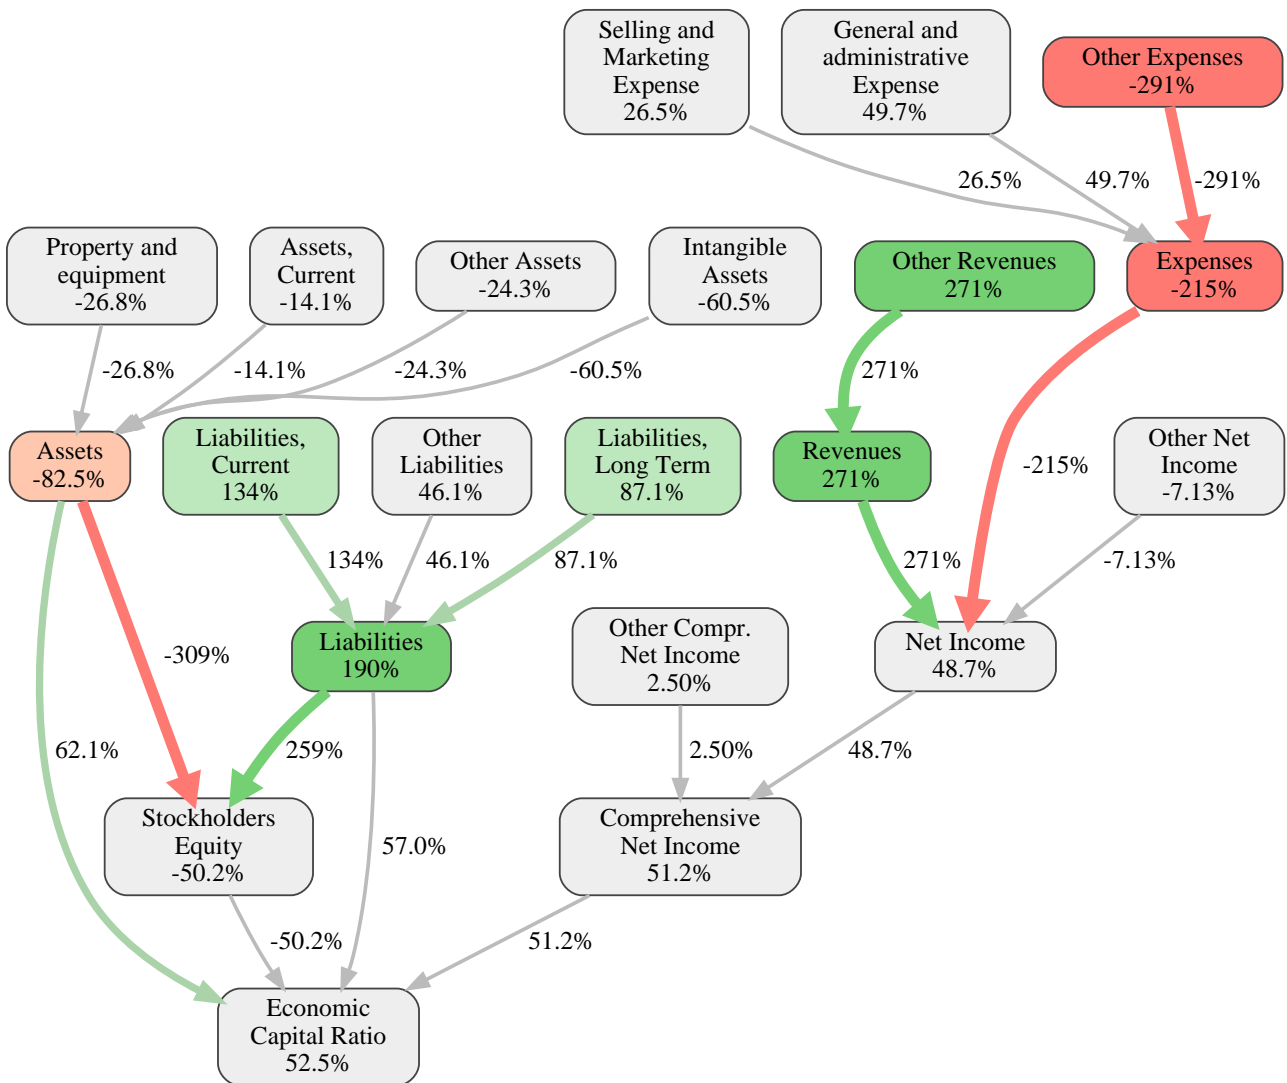 Selling and
Marketing
Expense
26.5%
General and
administrative
Expense
49.7%
Other Expenses
-291%
26.5%
49.7%
-291%
Property and
equipment
-26.8%
Assets,
Current
-14.1%
Other Assets
-24.3%
Intangible
Assets
-60.5%
Other Revenues
271%
Expenses
-215%
-26.8%
-14.1%
-24.3%
-60.5%
271%
Assets
-82.5%
Liabilities,
Current
134%
Other
Liabilities
46.1%
Liabilities,
Long Term
87.1%
Revenues
271%
-215%
Other Net
Income
-7.13%
134%
46.1%
87.1%
271%
-7.13%
-309%
Liabilities
190%
Other Compr.
Net Income
2.50%
Net Income
48.7%
62.1%
259%
2.50%
48.7%
Stockholders
Equity
-50.2%
57.0%
Comprehensive
Net Income
51.2%
-50.2%
51.2%
Economic
Capital Ratio
52.5%